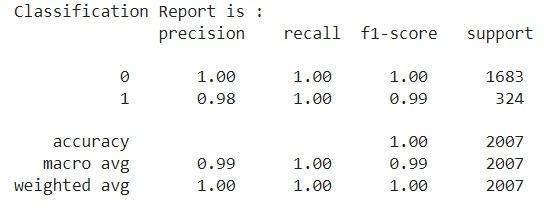 Classification Report is :
precision recall f1-score support
0 1.00 1.00 1.00 1683
1 0.98 1.00 0.99 324
accuracy 1.00 2007
macro avg 0.99 1.00 0.99 2007
weighted avg 1.00 1.00 1.00 2007